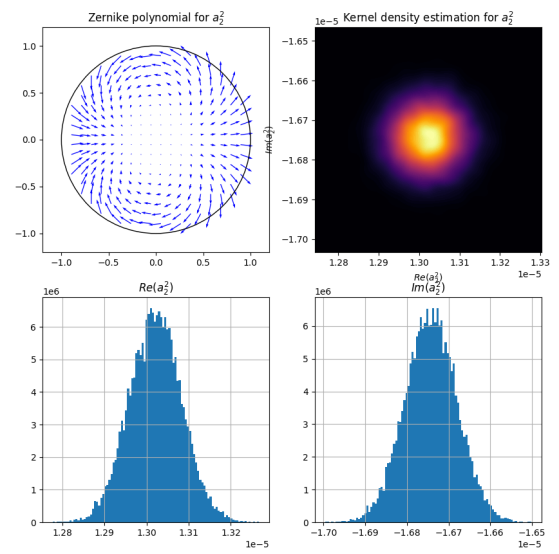 Zernike polynomial for a_2^2
1.0
0.5
0.0
−0.5
−1.0
−1.0 −0.5 0.0 0.5 1.0
1e−5 Kernel density estimation for a_2^2
Im(a_2^2)
−1.65
−1.66
−1.67
−1.68
−1.69
−1.70
1.28 1.29 1.30 1.31 1.32 1.33
Re(a_2^2)
1e−5
1e6 Re(a_2^2)
6
5
4
3
2
1
0
1.28 1.29 1.30 1.31 1.32
1e−5
1e6 Im(a_2^2)
6
5
4
3
2
1
0
−1.70 −1.69 −1.68 −1.67 −1.66 −1.65
1e−5